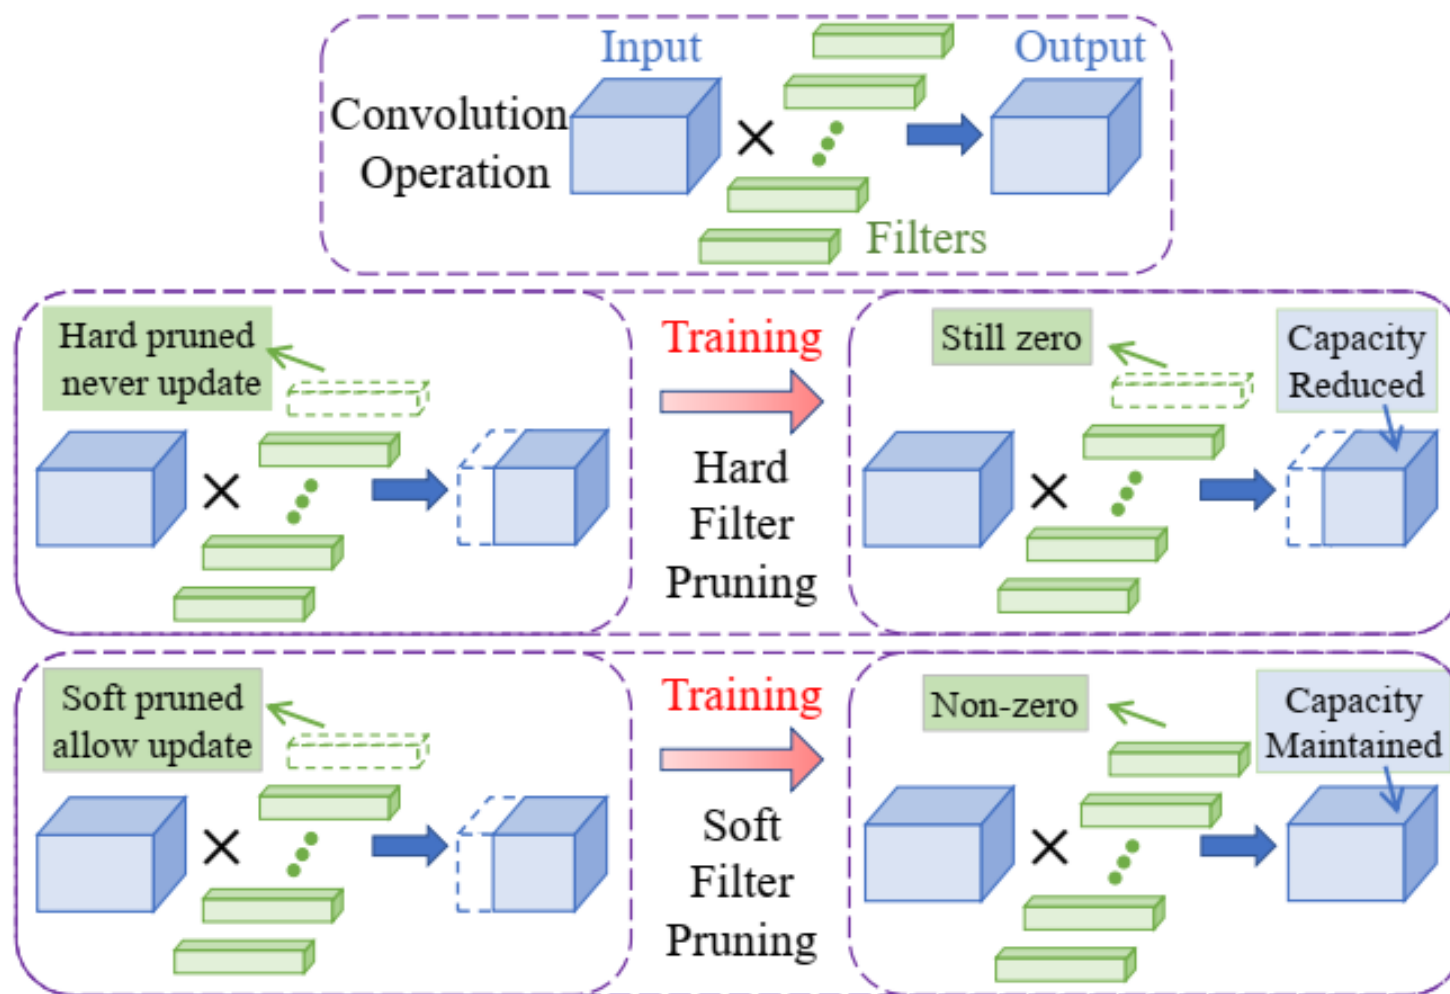 Input
Output
Convolution
Operation
×
Filters
Hard pruned
never update
×
Training
Hard
Filter
Pruning
Still zero
Capacity
Reduced
×
Soft pruned
allow update
×
Training
Soft
Filter
Pruning
Non-zero
Capacity
Maintained
×